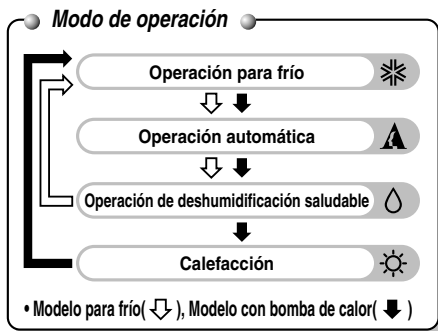 Modo de operación
Operación para frío
Operación automática
Operación de deshumidificación saludable
Calefacción
• Modelo para frío( ), Modelo con bomba de calor( )